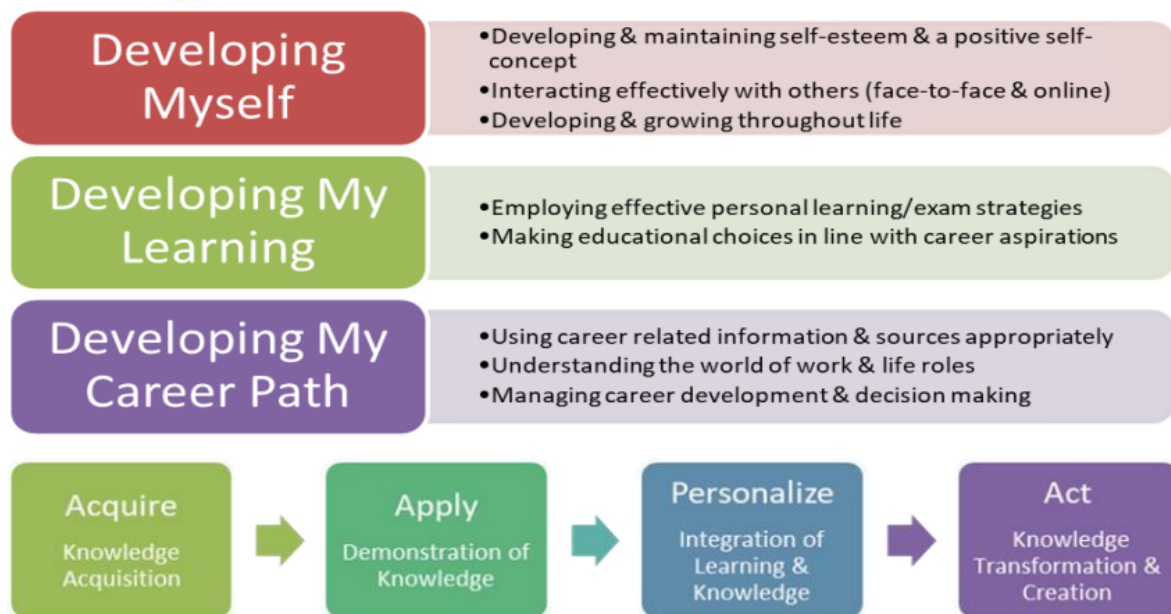 Developing
Myself
•Developing & maintaining self-esteem & a positive self-
concept
•Interacting effectively with others (face-to-face & online)
•Developing & growing throughout life
Developing My
Learning
•Employing effective personal learning/exam strategies
•Making educational choices in line with career aspirations
Developing My
Career Path
•Using career related information & sources appropriately
•Understanding the world of work & life roles
•Managing career development & decision making
Acquire
Knowledge
Acquisition
Apply
Demonstration of
Knowledge
Personalize
Integration of
Learning &
Knowledge
Act
Knowledge
Transformation &
Creation